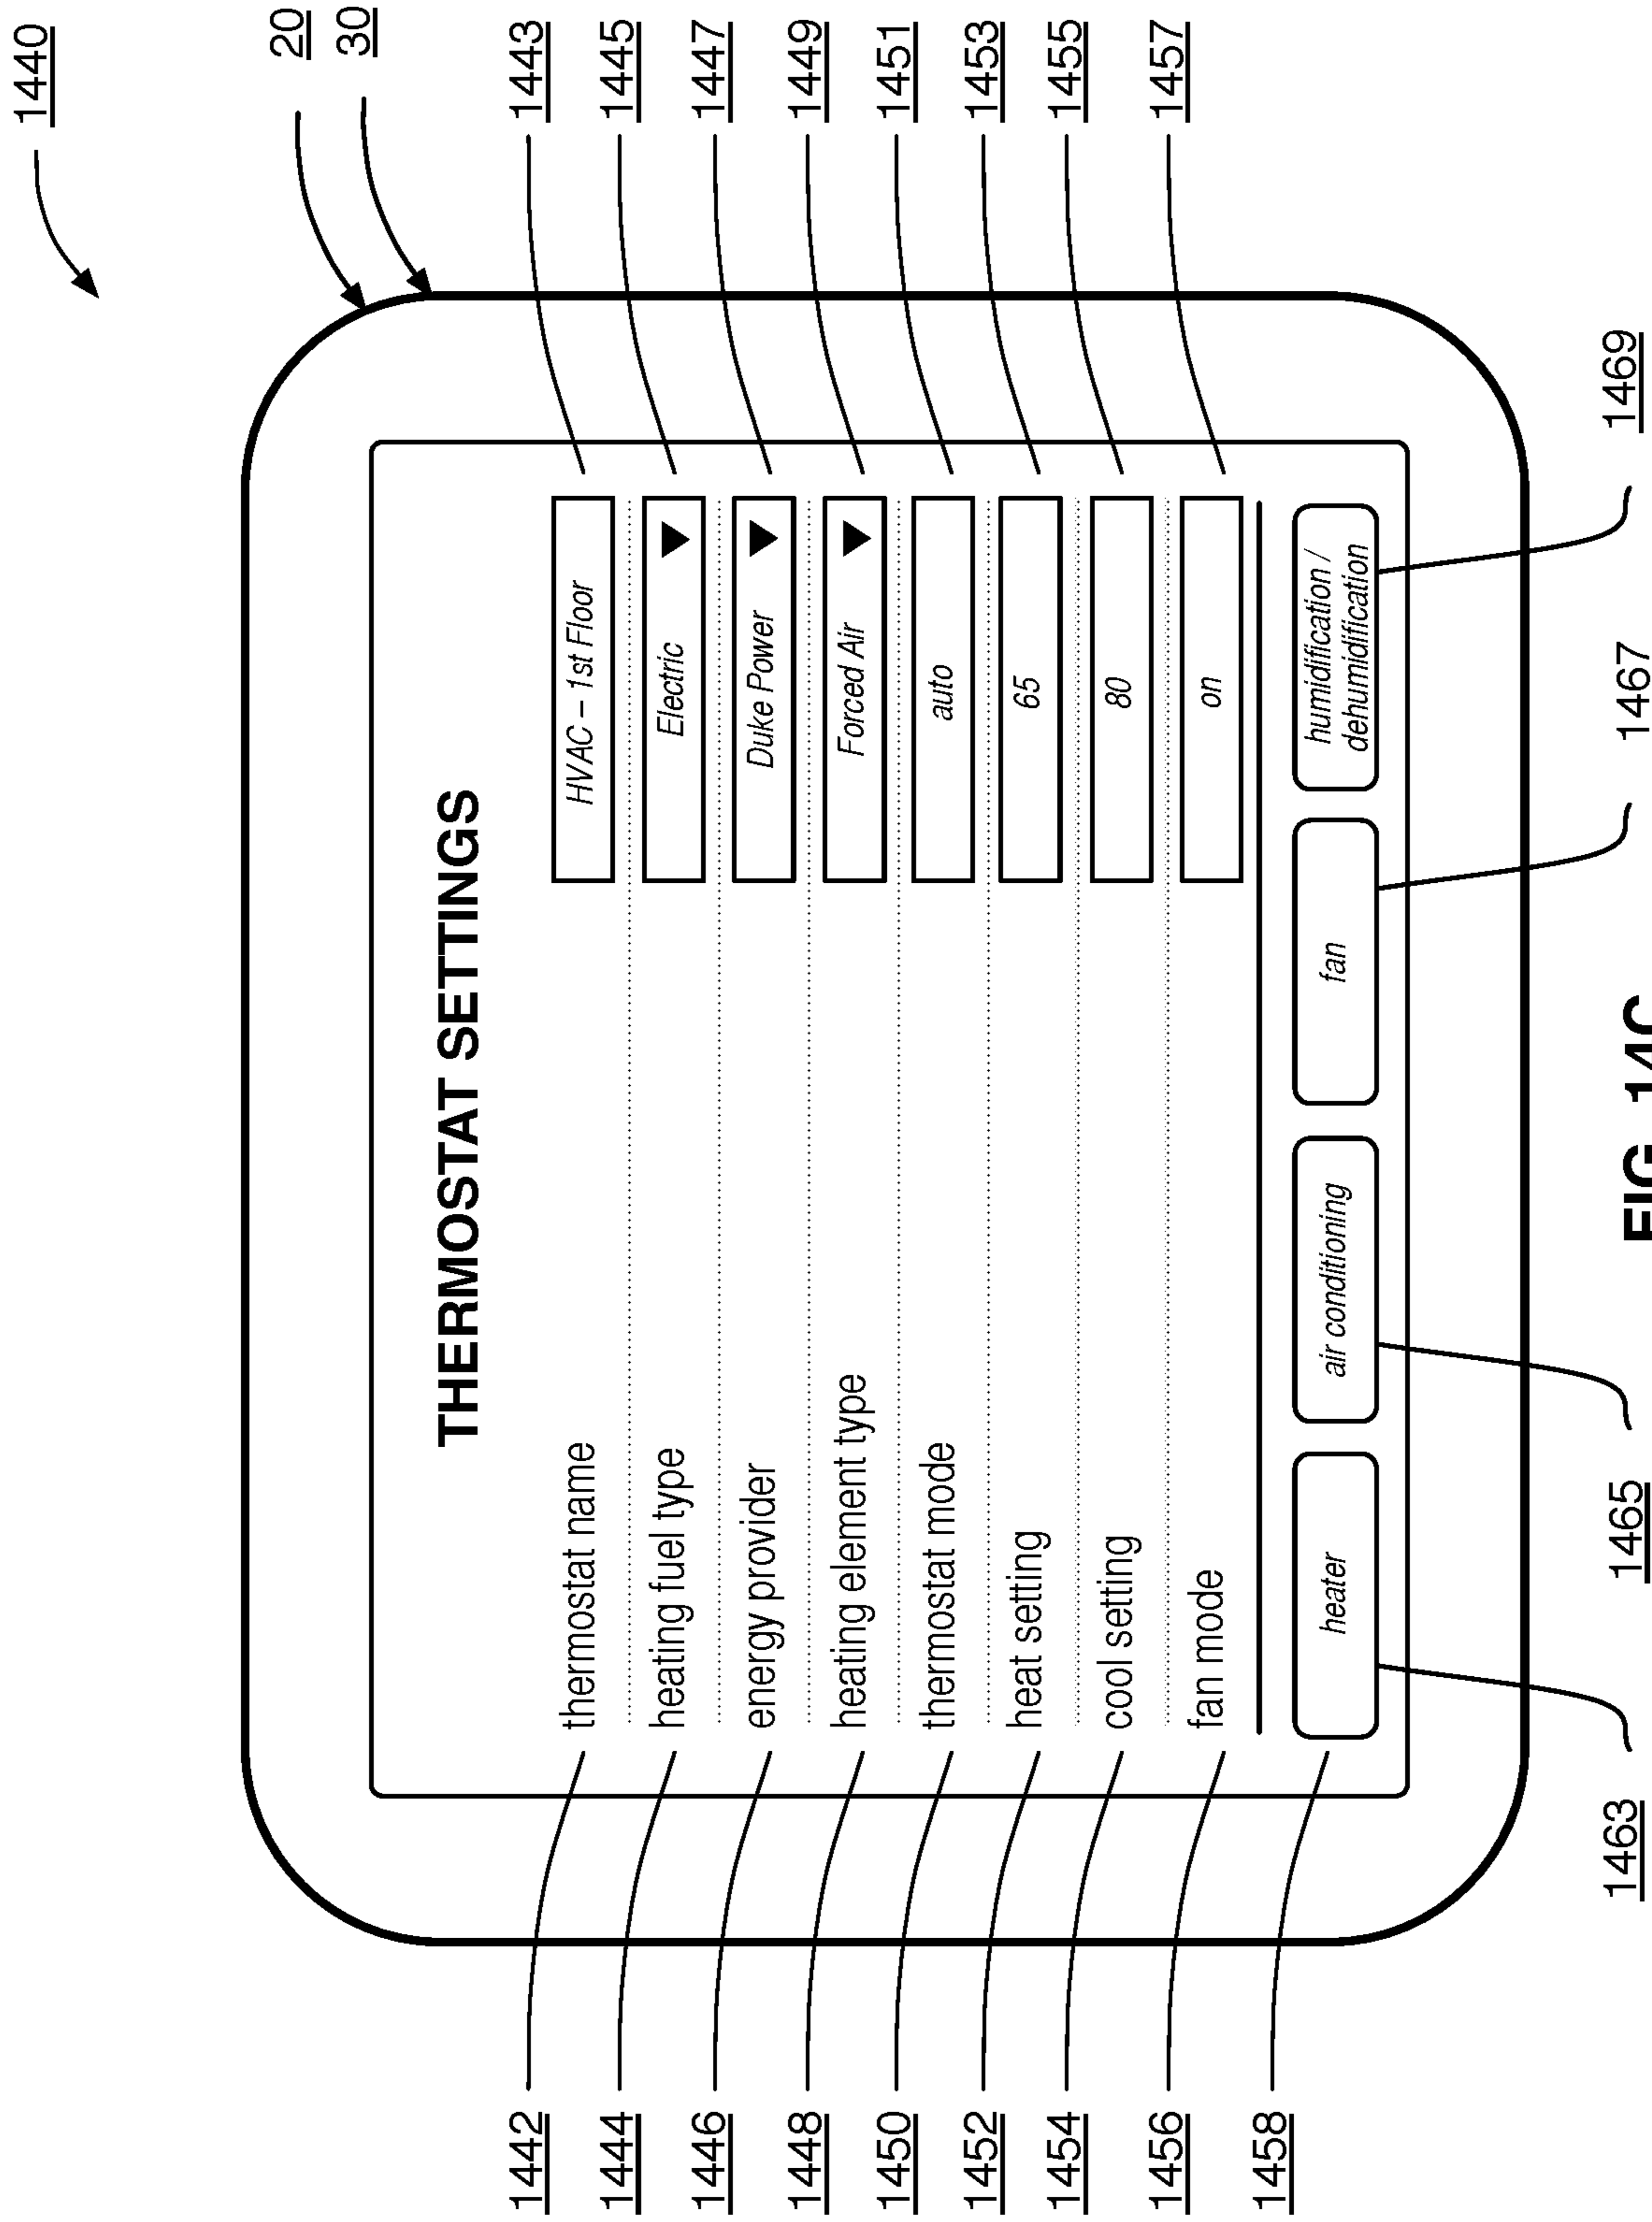 1440
20
30
THERMOSTAT SETTINGS
1442 thermostat name HVAC – 1st Floor 1443
1444 heating fuel type Electric ▼ 1445
1446 energy provider Duke Power ▼ 1447
1448 heating element type Forced Air ▼ 1449
1450 thermostat mode auto 1451
1452 heat setting 65 1453
1454 cool setting 80 1455
1456 fan mode on 1457
1458 heater air conditioning fan humidification /
dehumidification
1463 1465 1467 1469
FIG. 14C